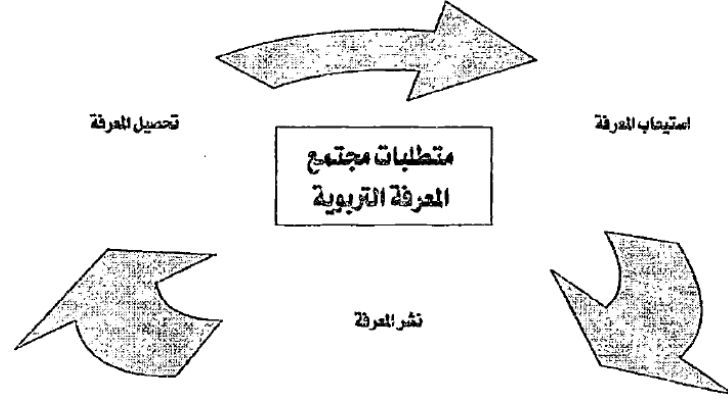 استيعاب المعرفة
تحصيل المعرفة
متطلبات مجتمع
المعرفة التربوية
نشر المعرفة